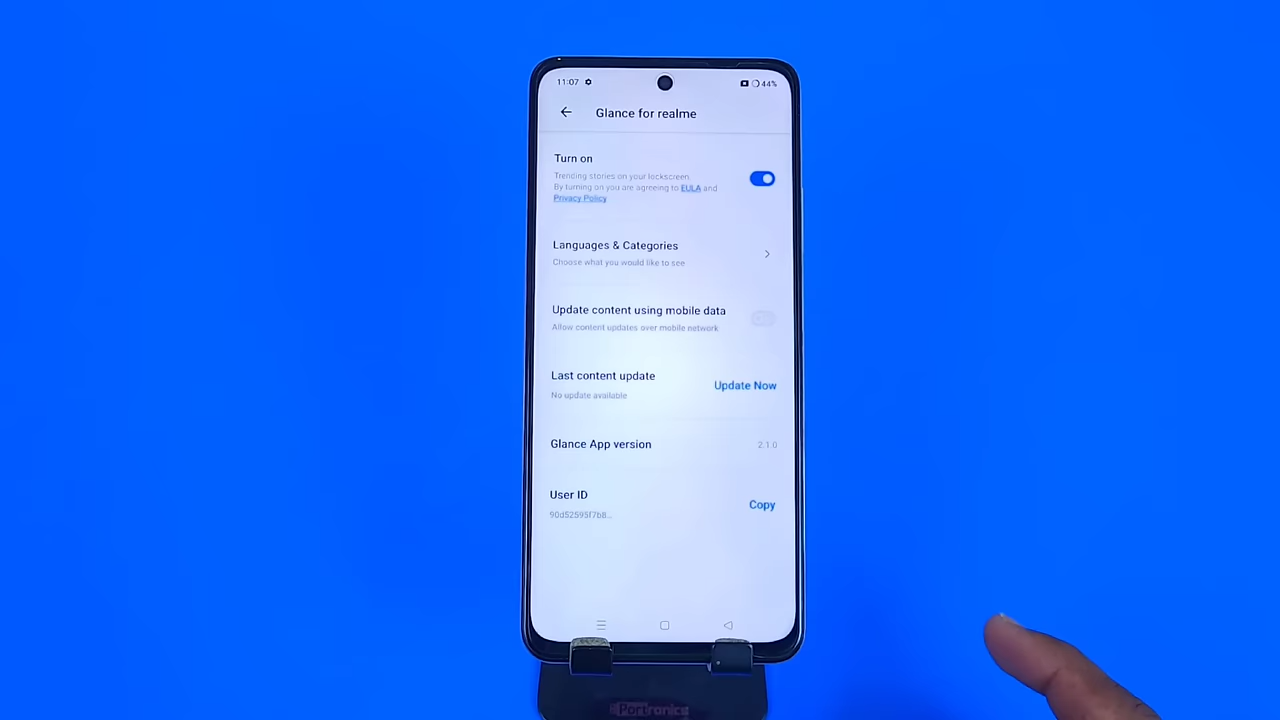 11:07 44%
Glance for realme
Turn on
Trending stories on your lockscreen
By turning on you are agreeing to EULA and
Privacy Policy
Languages & Categories
Choose what you would like to see
Update content using mobile data
Allow content updates over mobile network
Last content update
Update Now
No update available
Glance App version 2.1.0
User ID
Copy
90d52595f7b8...
Portronics